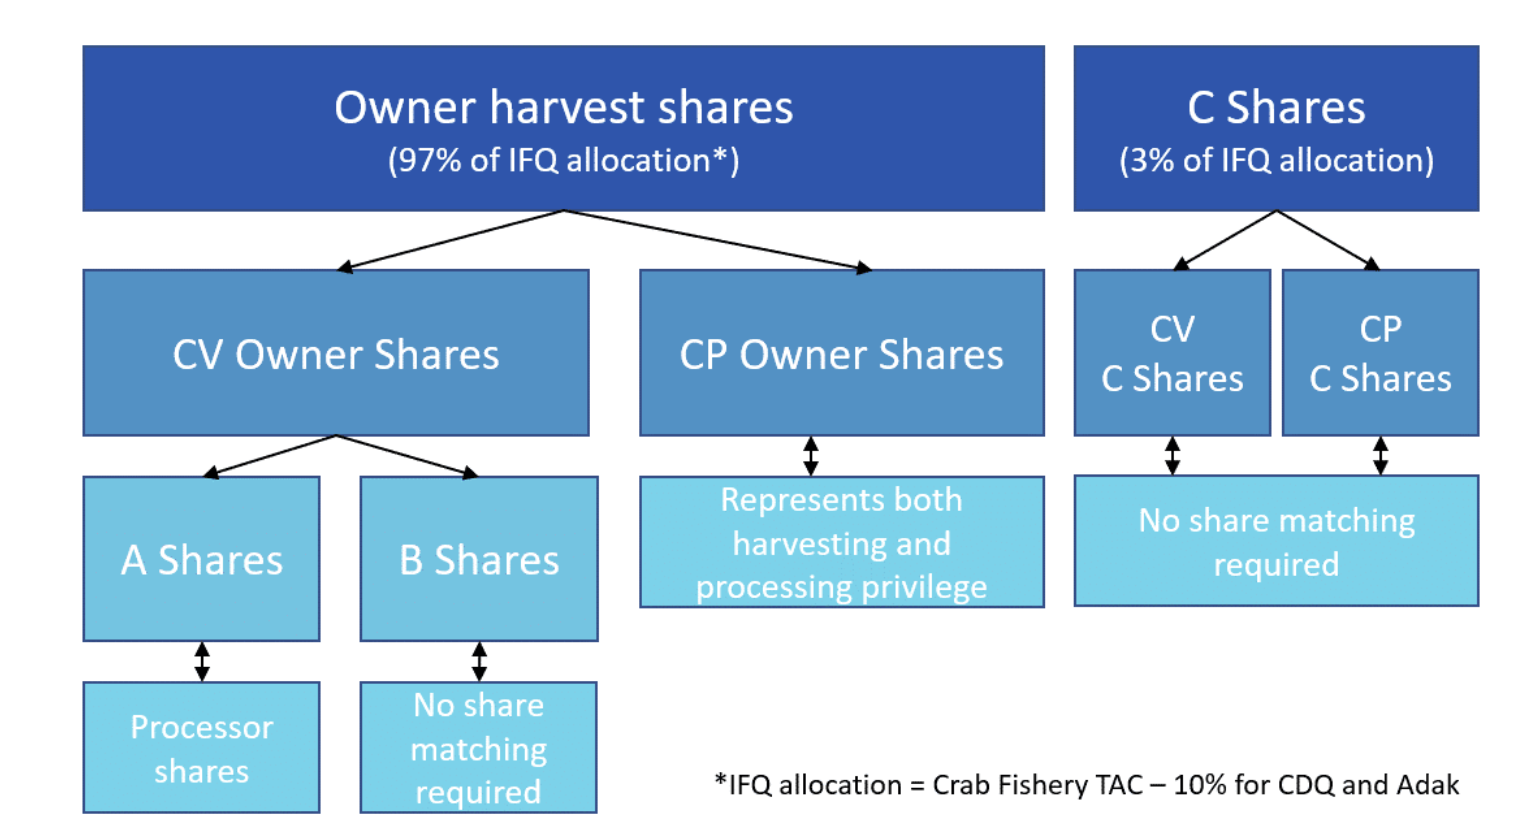 Owner harvest shares
(97% of IFQ allocation*)
C Shares
(3% of IFQ allocation)
CV Owner Shares
CP Owner Shares
CV
C Shares
CP
C Shares
A Shares
B Shares
Represents both
harvesting and
processing privilege
No share matching
required
Processor
shares
No share
matching
required
*IFQ allocation = Crab Fishery TAC – 10% for CDQ and Adak